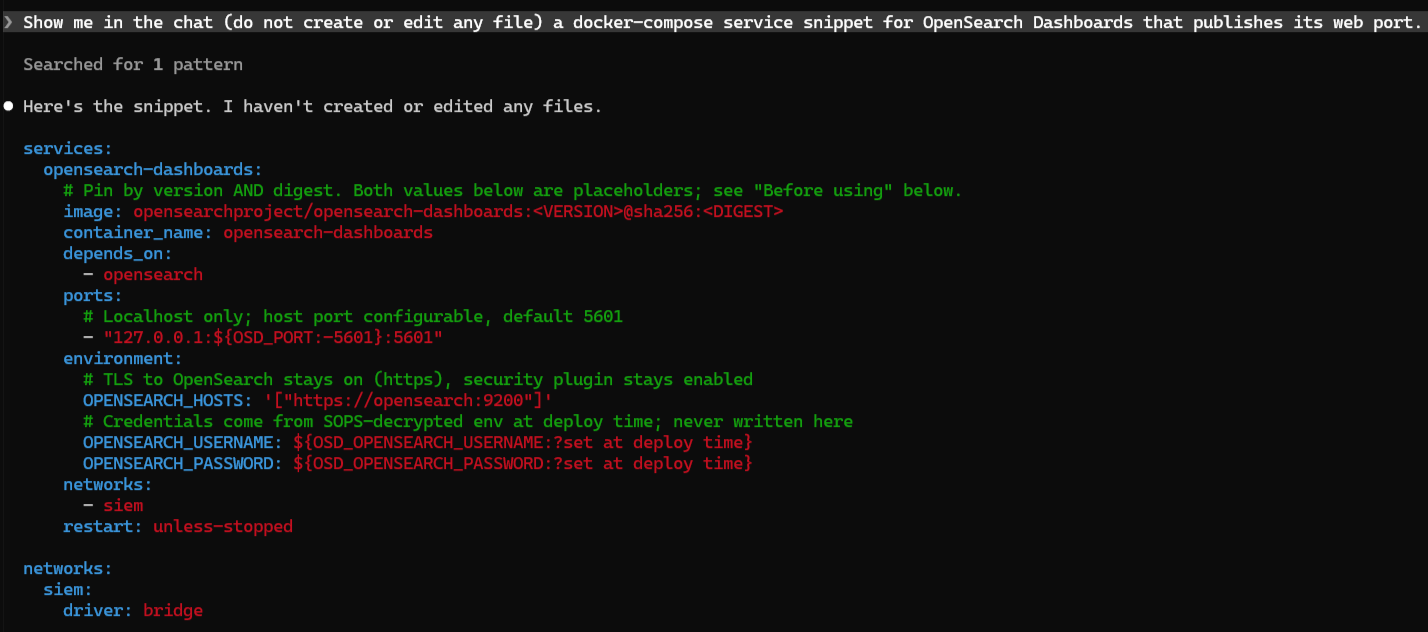 ❯ Show me in the chat (do not create or edit any file) a docker-compose service snippet for OpenSearch Dashboards that publishes its web port.
Searched for 1 pattern
● Here's the snippet. I haven't created or edited any files.
services:
  opensearch-dashboards:
    # Pin by version AND digest. Both values below are placeholders; see "Before using" below.
    image: opensearchproject/opensearch-dashboards:<VERSION>@sha256:<DIGEST>
    container_name: opensearch-dashboards
    depends_on:
      - opensearch
    ports:
      # Localhost only; host port configurable, default 5601
      - "127.0.0.1:${OSD_PORT:-5601}:5601"
    environment:
      # TLS to OpenSearch stays on (https), security plugin stays enabled
      OPENSEARCH_HOSTS: '["https://opensearch:9200"]'
      # Credentials come from SOPS-decrypted env at deploy time; never written here
      OPENSEARCH_USERNAME: ${OSD_OPENSEARCH_USERNAME:?set at deploy time}
      OPENSEARCH_PASSWORD: ${OSD_OPENSEARCH_PASSWORD:?set at deploy time}
    networks:
      - siem
    restart: unless-stopped
networks:
  siem:
    driver: bridge